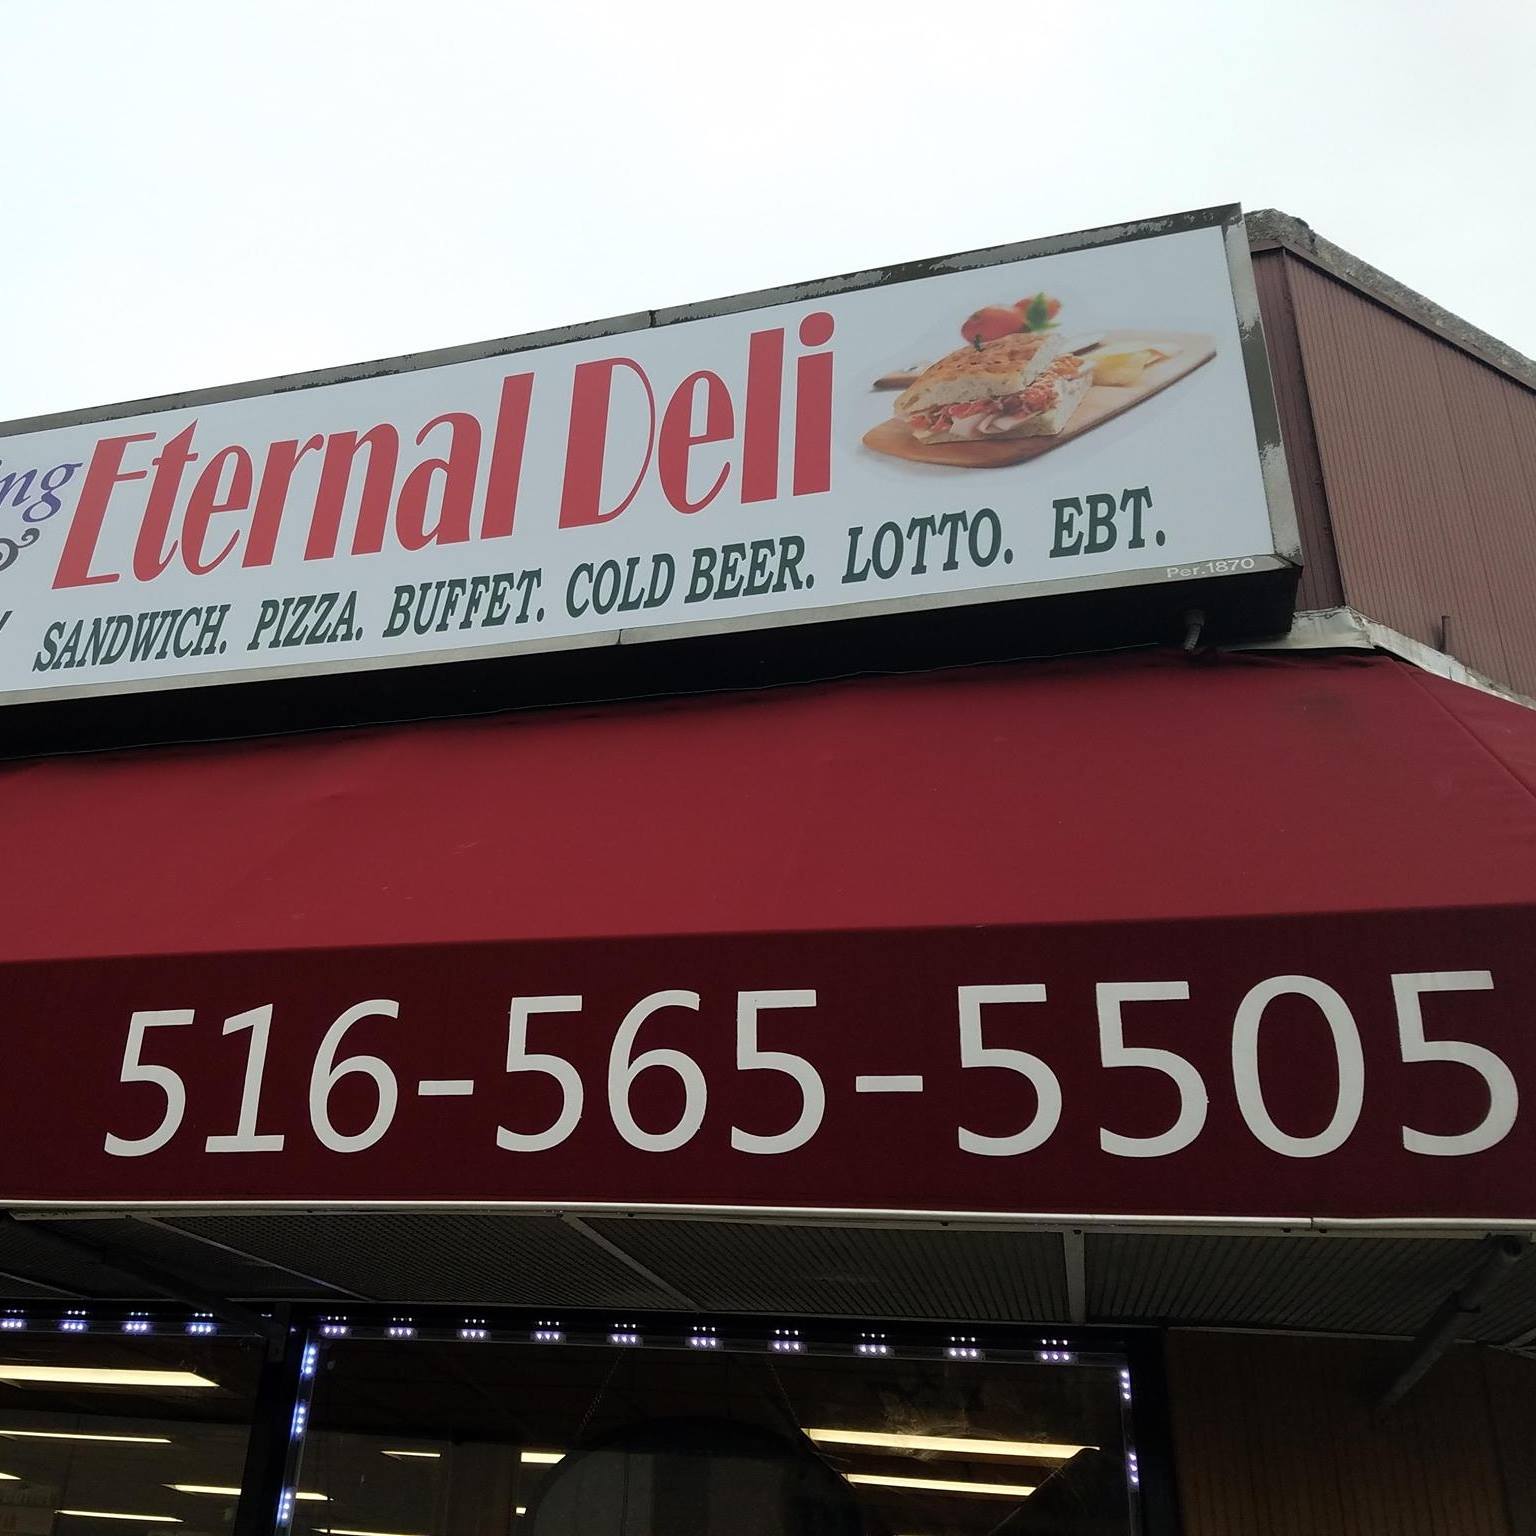 Eternal Deli
SANDWICH. PIZZA. BUFFET. COLD BEER. LOTTO. EBT.
Per.1870
516-565-5505